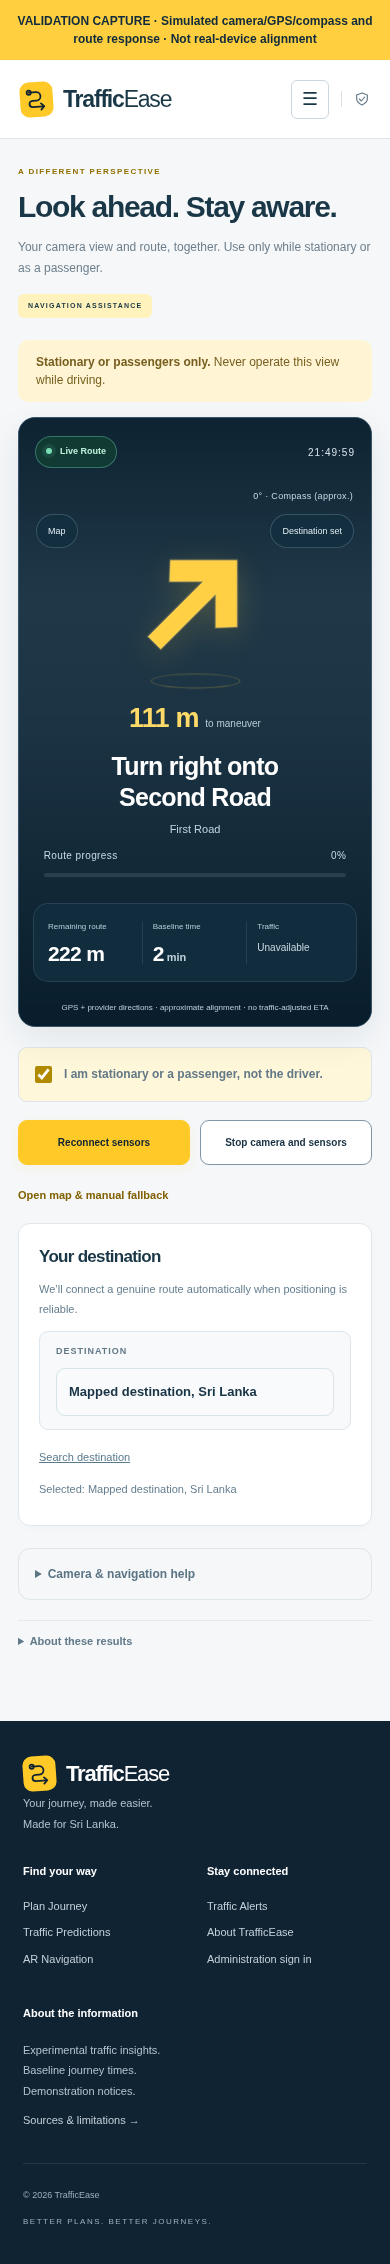 VALIDATION CAPTURE · Simulated camera/GPS/compass and
route response · Not real-device alignment
TrafficEase
A DIFFERENT PERSPECTIVE
Look ahead. Stay aware.
Your camera view and route, together. Use only while stationary or
as a passenger.
NAVIGATION ASSISTANCE
Stationary or passengers only. Never operate this view
while driving.
Live Route
21:49:59
0° · Compass (approx.)
Map
Destination set
111 m to maneuver
Turn right onto
Second Road
First Road
Route progress 0%
Remaining route Baseline time Traffic
222 m 2 min Unavailable
GPS + provider directions · approximate alignment · no traffic-adjusted ETA
I am stationary or a passenger, not the driver.
Reconnect sensors
Stop camera and sensors
Open map & manual fallback
Your destination
We'll connect a genuine route automatically when positioning is
reliable.
DESTINATION
Mapped destination, Sri Lanka
Search destination
Selected: Mapped destination, Sri Lanka
Camera & navigation help
About these results
TrafficEase
Your journey, made easier.
Made for Sri Lanka.
Find your way
Plan Journey
Traffic Predictions
AR Navigation
Stay connected
Traffic Alerts
About TrafficEase
Administration sign in
About the information
Experimental traffic insights.
Baseline journey times.
Demonstration notices.
Sources & limitations →
© 2026 TrafficEase
BETTER PLANS. BETTER JOURNEYS.